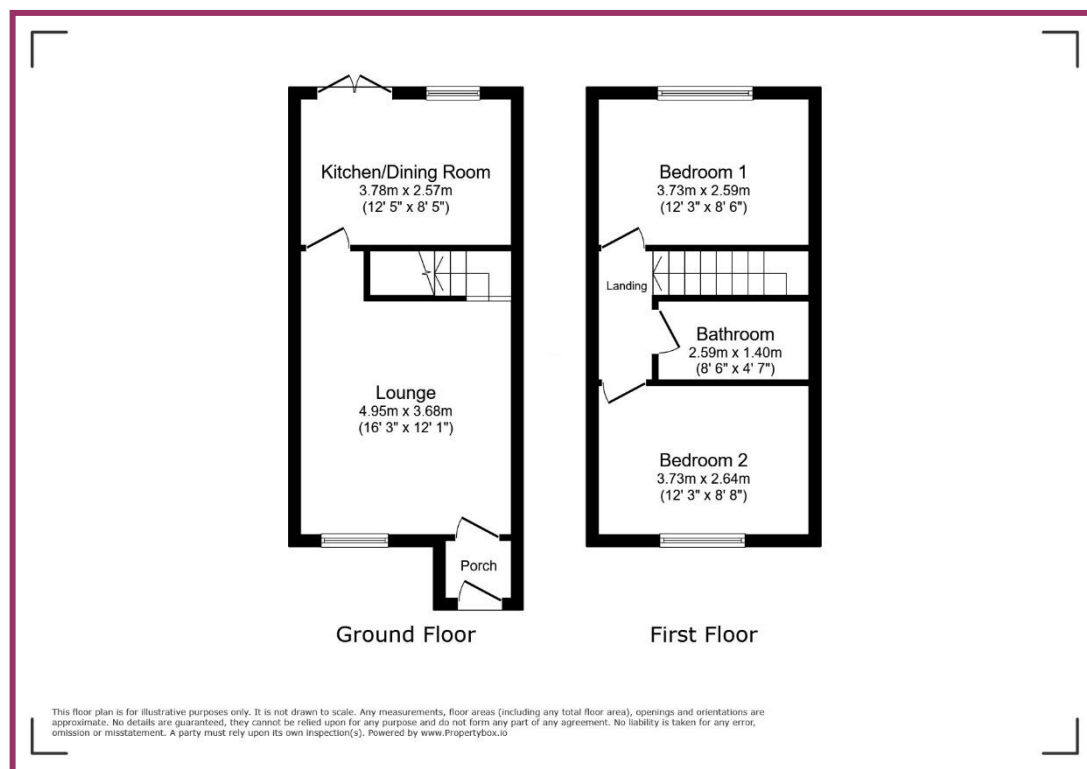 Kitchen/Dining Room
3.78m x 2.57m
(12' 5" x 8' 5")
Lounge
4.95m x 3.68m
(16' 3" x 12' 1")
Porch
Ground Floor
Bedroom 1
3.73m x 2.59m
(12' 3" x 8' 6")
Landing
Bathroom
2.59m x 1.40m
(8' 6" x 4' 7")
Bedroom 2
3.73m x 2.64m
(12' 3" x 8' 8")
First Floor
This floor plan is for illustrative purposes only. It is not drawn to scale. Any measurements, floor areas (including any total floor area), openings and orientations are
approximate. No details are guaranteed, they cannot be relied upon for any purpose and do not form any part of any agreement. No liability is taken for any error,
omission or misstatement. A party must rely upon its own inspection(s). Powered by www.Propertybox.io